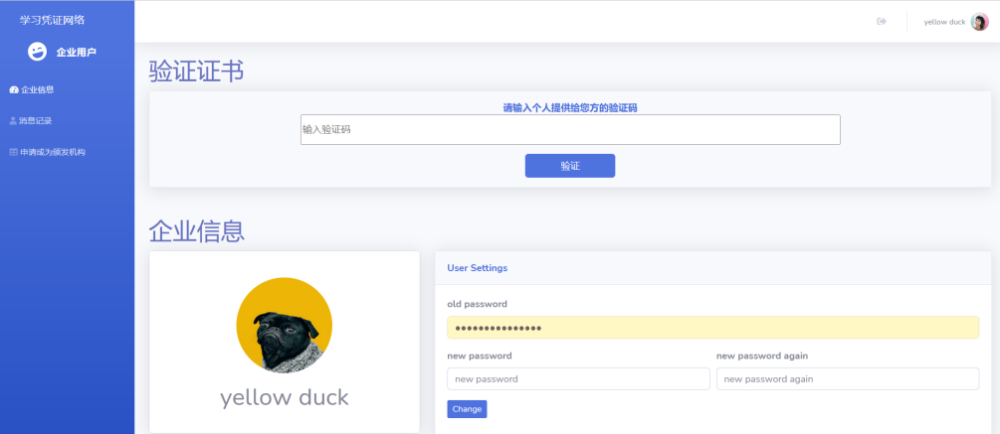 学习凭证网络
yellow duck
企业用户
企业信息
消息记录
申请成为颁发机构
验证证书
请输入个人提供给您方的验证码
输入验证码
验证
企业信息
yellow duck
User Settings
old password
•••••••••••••••
new password
new password again
new password
new password again
Change